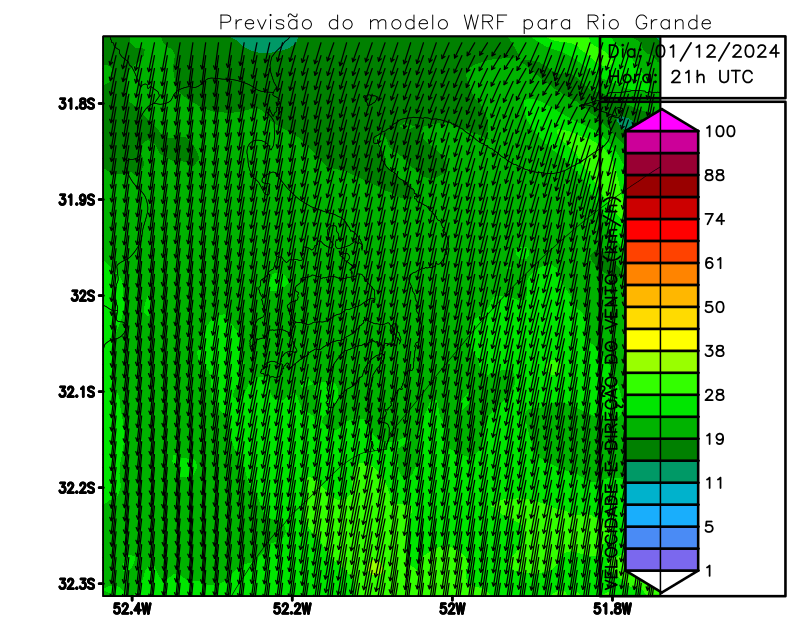 Previsão do modelo WRF para Rio Grande
Dia: 01/12/2024
Hora: 21h UTC
31.8S
31.9S
32S
32.1S
32.2S
32.3S
52.4W
52.2W
52W
51.8W
VELOCIDADE E DIREÇÃO DO VENTO (km/h)
100
88
74
61
50
38
28
19
11
5
1